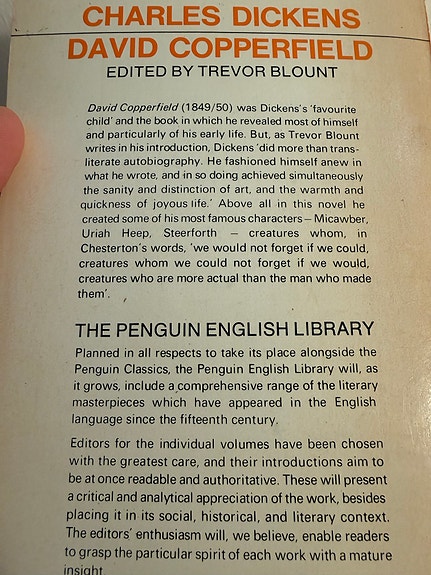 CHARLES DICKENS
DAVID COPPERFIELD
EDITED BY TREVOR BLOUNT
David Copperfield (1849/50) was Dickens's 'favourite
child' and the book in which he revealed most of himself
and particularly of his early life. But, as Trevor Blount
writes in his introduction, Dickens 'did more than trans-
literate autobiography. He fashioned himself anew in
what he wrote, and in so doing achieved simultaneously
the sanity and distinction of art, and the warmth and
quickness of joyous life.' Above all in this novel he
created some of his most famous characters – Micawber,
Uriah Heep, Steerforth – creatures whom, in
Chesterton's words, 'we would not forget if we could,
creatures whom we could not forget if we would,
creatures who are more actual than the man who made
them'.
THE PENGUIN ENGLISH LIBRARY
Planned in all respects to take its place alongside the
Penguin Classics, the Penguin English Library will, as
it grows, include a comprehensive range of the literary
masterpieces which have appeared in the English
language since the fifteenth century.
Editors for the individual volumes have been chosen
with the greatest care, and their introductions aim to
be at once readable and authoritative. These will present
a critical and analytical appreciation of the work, besides
placing it in its social, historical, and literary context.
The editors' enthusiasm will, we believe, enable readers
to grasp the particular spirit of each work with a mature
insight